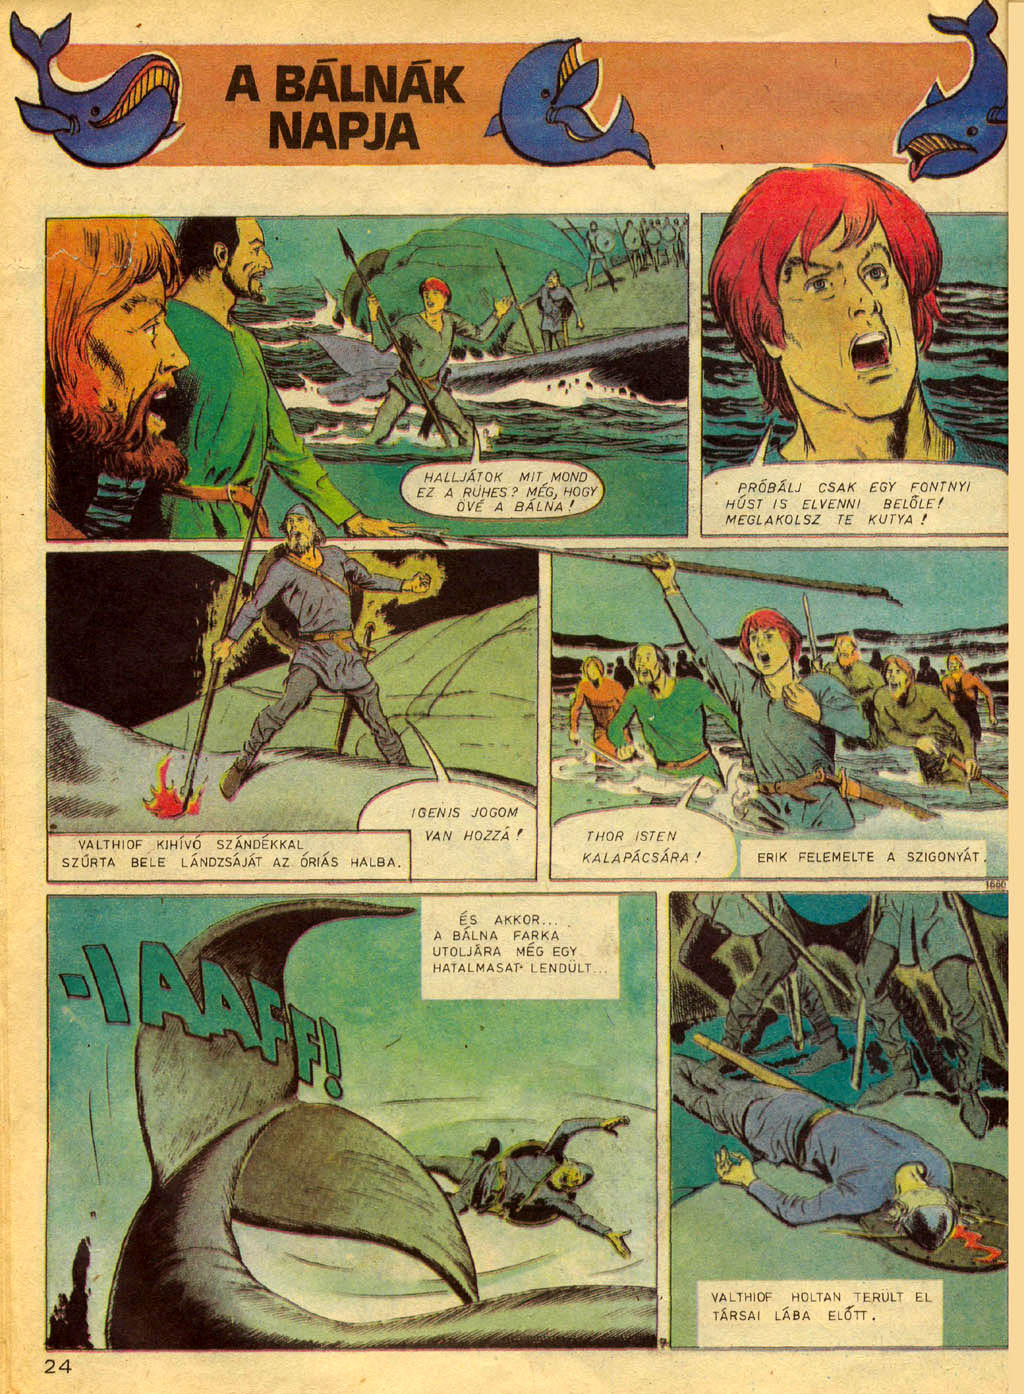 A BÁLNÁK
NAPJA
HALLJÁTOK MIT MOND
EZ A RÜHES? MÉG, HOGY
ÖVÉ A BÁLNA!
PRÓBÁLJ CSAK EGY FONTNYI
HÚST IS ELVENNI BELŐLE!
MEGLAKOLSZ TE KUTYA!
IGENIS JOGOM
VAN HOZZÁ!
VALTHIOF KIHÍVÓ SZÁNDÉKKAL
SZÚRTA BELE LÁNDZSÁJÁT AZ ÓRIÁS HALBA.
THOR ISTEN
KALAPÁCSÁRA!
ERIK FELEMELTE A SZIGONYÁT.
1660
ÉS AKKOR...
A BÁLNA FARKA
UTOLJÁRA MÉG EGY
HATALMASAT LENDÜLT...
-IAAAFFF!
VALTHIOF HOLTAN TERÜLT EL
TÁRSAI LÁBA ELŐTT.
24